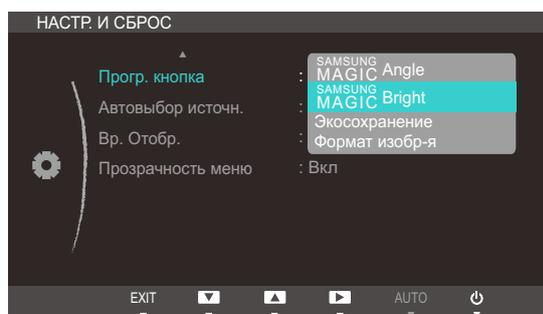 НАСТР. И СБРОС
Прогр. кнопка :
SAMSUNG MAGIC Angle
SAMSUNG MAGIC Bright
Экосохранение
Формат изобр-я
Автовыбор источн. :
Вр. Отобр. :
Прозрачность меню : Вкл
EXIT AUTO